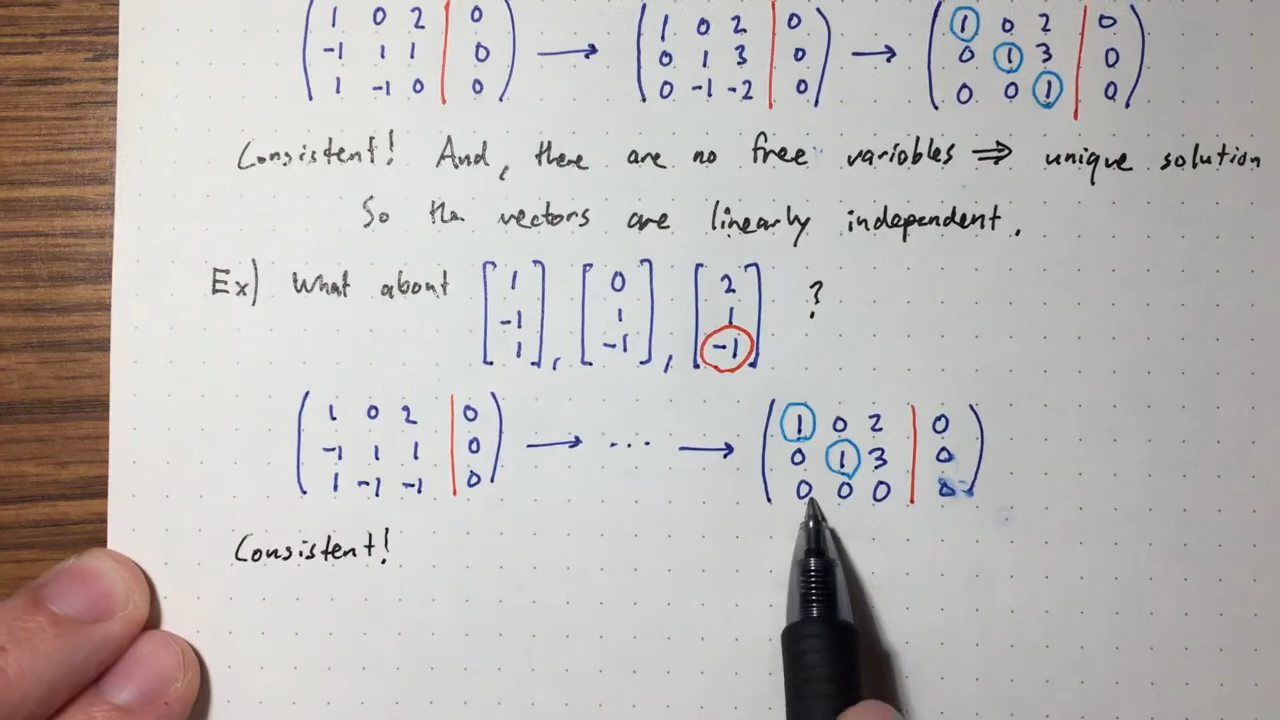 1 0 2 | 0 1 0 2 | 0 1 0 2 | 0
-1 1 1 | 0 → 0 1 3 | 0 → 0 1 3 | 0
1 -1 0 | 0 0 -1 -2 | 0 0 0 1 | 0
Consistent! And, there are no free variables ⇒ unique solution
So the vectors are linearly independent.
Ex) What about [1 -1 1], [0 1 -1], [2 1 -1] ?
1 0 2 | 0 1 0 2 | 0
-1 1 1 | 0 → ... → 0 1 3 | 0
1 -1 -1 | 0 0 0 0 | 0
Consistent!